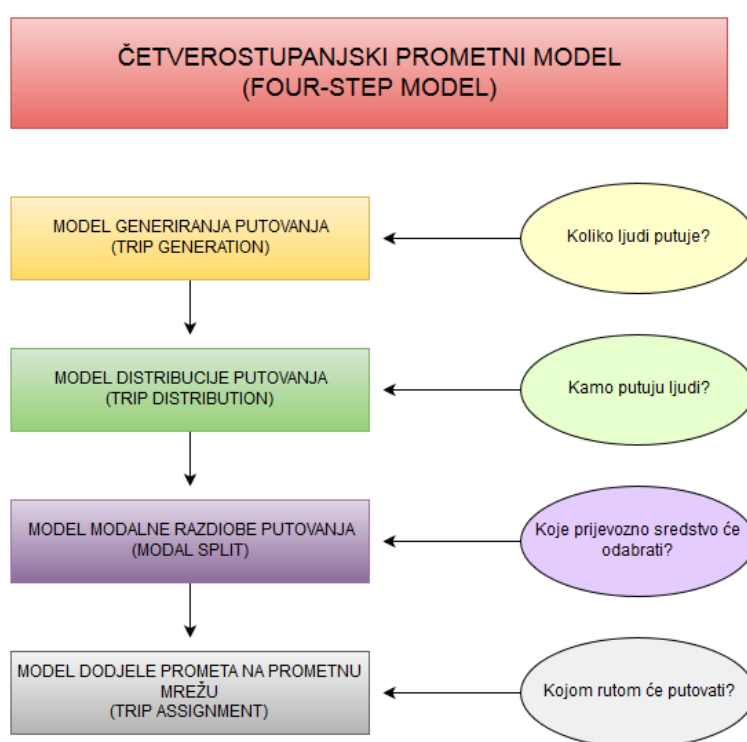 ČETVEROSTUPANJSKI PROMETNI MODEL
(FOUR-STEP MODEL)
MODEL GENERIRANJA PUTOVANJA
(TRIP GENERATION)
Koliko ljudi putuje?
MODEL DISTRIBUCIJE PUTOVANJA
(TRIP DISTRIBUTION)
Kamo putuju ljudi?
MODEL MODALNE RAZDIOBE PUTOVANJA
(MODAL SPLIT)
Koje prijevozno sredstvo će
odabrati?
MODEL DODJELE PROMETA NA PROMETNU
MREŽU
(TRIP ASSIGNMENT)
Kojom rutom će putovati?